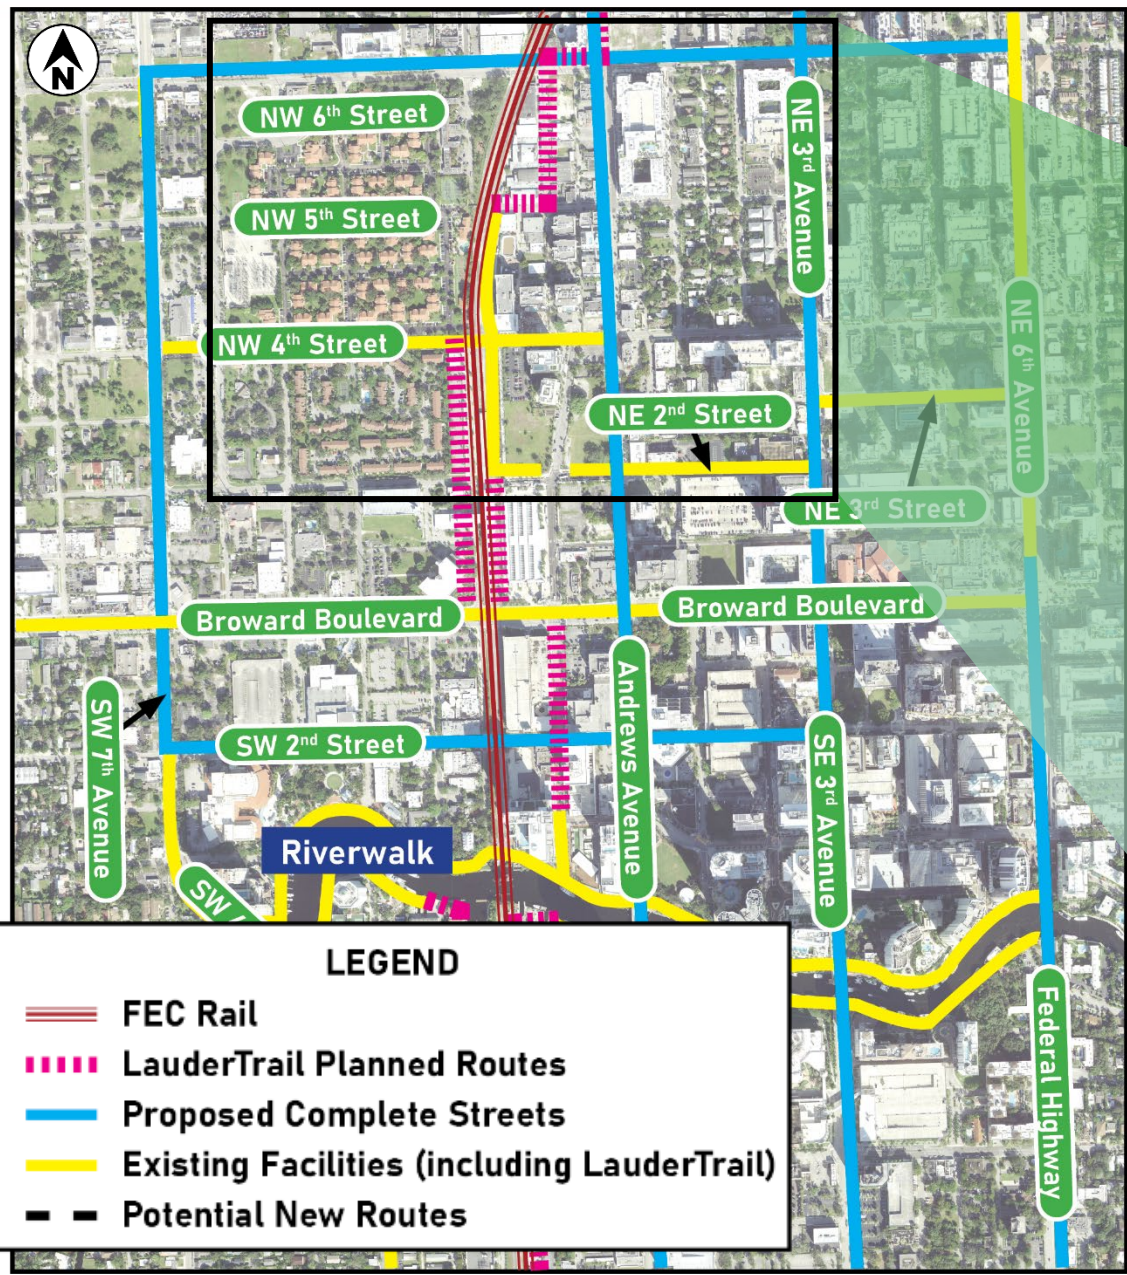 N
NW 6th Street
NE 3rd Avenue
NW 5th Street
NW 4th Street
NE 6th Avenue
NE 2nd Street
NE 3rd Street
Broward Boulevard
Broward Boulevard
SW 7th Avenue
SW 2nd Street
Andrews Avenue
SE 3rd Avenue
Riverwalk
SW
Federal Highway
LEGEND
FEC Rail
LauderTrail Planned Routes
Proposed Complete Streets
Existing Facilities (including LauderTrail)
Potential New Routes